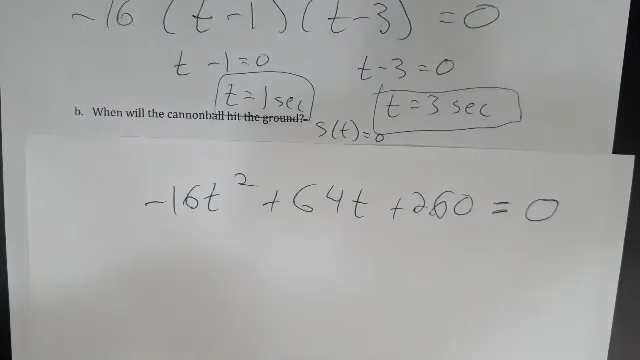 -16 (t-1)(t-3) = 0
t-1=0 t-3=0
t=1 sec t=3 sec
b. When will the cannonball hit the ground? S(t)=0
-16t² + 64t + 260 = 0